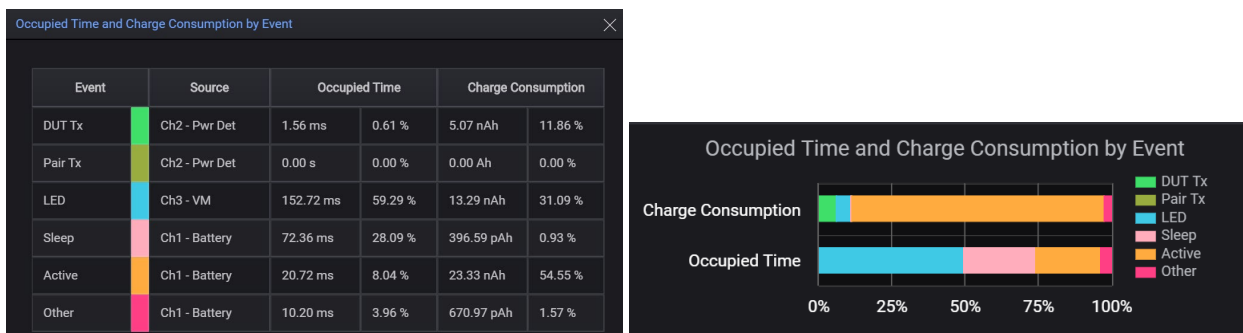 Occupied Time and Charge Consumption by Event
Event Source Occupied Time Charge Consumption
DUT Tx Ch2 - Pwr Det 1.56 ms 0.61 % 5.07 nAh 11.86 %
Pair Tx Ch2 - Pwr Det 0.00 s 0.00 % 0.00 Ah 0.00 %
LED Ch3 - VM 152.72 ms 59.29 % 13.29 nAh 31.09 %
Sleep Ch1 - Battery 72.36 ms 28.09 % 396.59 pAh 0.93 %
Active Ch1 - Battery 20.72 ms 8.04 % 23.33 nAh 54.55 %
Other Ch1 - Battery 10.20 ms 3.96 % 670.97 pAh 1.57 %
Occupied Time and Charge Consumption by Event
Charge Consumption
Occupied Time
0% 25% 50% 75% 100%
DUT Tx
Pair Tx
LED
Sleep
Active
Other